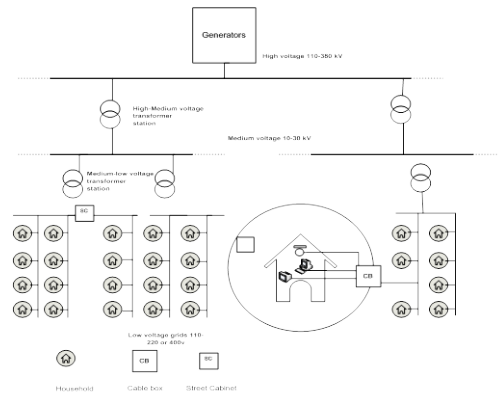 Generators
High voltage 110-380 kV
High-Medium voltage
transformer
station
Medium voltage 10-30 kV
Medium-low voltage
transformer
station
SC
CB
Low voltage grids 110-
220 or 400v
CB
SC
Household
Cable box
Street Cabinet